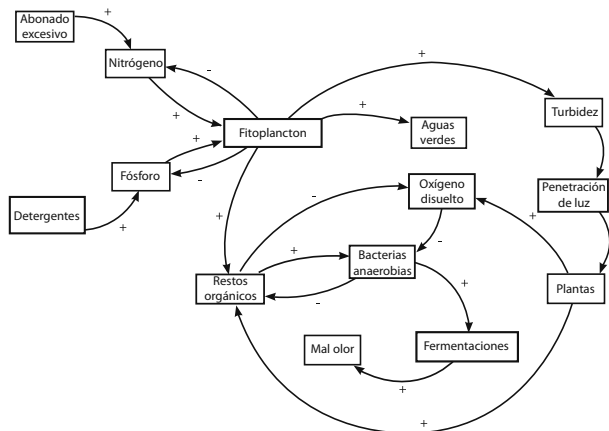 Abonado
excesivo
+
Nitrógeno
-
+
+
Turbidez
+
Aguas
verdes
Fitoplancton
+
+
-
Fósforo
Detergentes
+
+
-
Oxígeno
disuelto
Penetración
de luz
+
-
Bacterias
anaerobias
+
-
Restos
orgánicos
+
Plantas
Mal olor
Fermentaciones
+
+